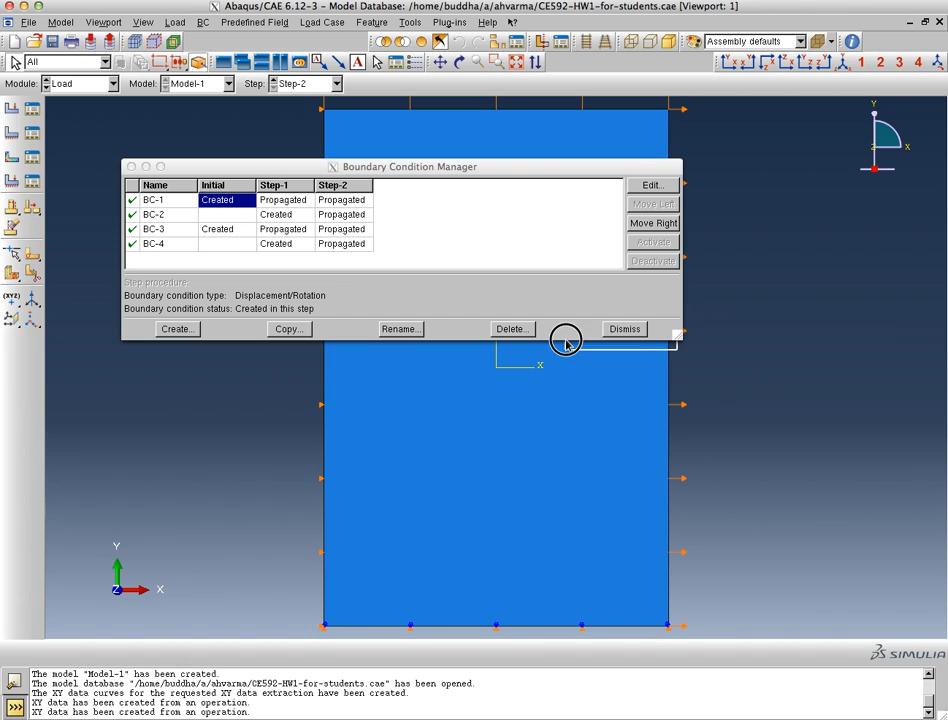 Abaqus/CAE 6.12-3 - Model Database: /home/buddha/a/ahvarma/CE592-HW1-for-students.cae [Viewport: 1]
File Model Viewport View Load BC Predefined Field Load Case Feature Tools Plug-ins Help
Assembly defaults
All
1 2 3 4
Module: Load Model: Model-1 Step: Step-2
Y
X
Z
Boundary Condition Manager
Name Initial Step-1 Step-2
Edit...
BC-1 Created Propagated Propagated
Move Left
BC-2 Created Propagated
Move Right
BC-3 Created Propagated Propagated
Activate
BC-4 Created Propagated
Deactivate
Step procedure:
Boundary condition type: Displacement/Rotation
Boundary condition status: Created in this step
Create... Copy... Rename... Delete... Dismiss
X
Y
Z X
SIMULIA
The model "Model-1" has been created.
The model database "/home/buddha/a/ahvarma/CE592-HW1-for-students.cae" has been opened.
The XY data curves for the requested XY data extraction have been created.
XY data has been created from an operation.
XY data has been created from an operation.